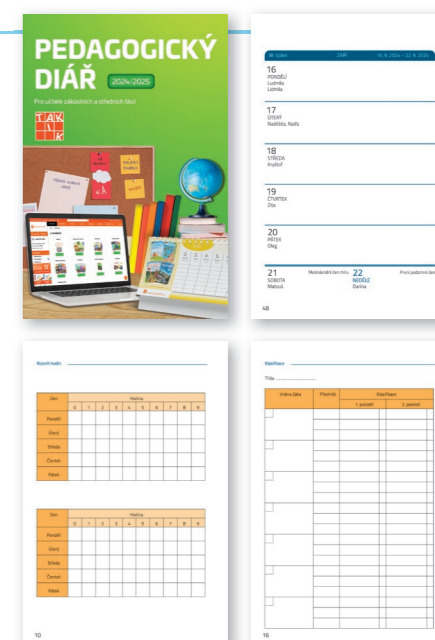 PEDAGOGICKÝ
DIÁŘ 2024/2025
Pro učitele základních a středních škol
TAK
TIK
týden ZÁŘÍ 16. 9. 2024 – 22. 9. 2024
16
PONDĚLÍ
Ludmila
Ludmila
17
ÚTERÝ
Naděžda, Naďa
18
STŘEDA
Kryštof
19
ČTVRTEK
Zita
20
PÁTEK
Oleg
21 Mezinárodní den míru
SOBOTA
Matouš
22 První podzimní den
NEDĚLE
Darina
48
Rozvrh hodin
Den Hodina
0 1 2 3 4 5 6 7 8 9
Pondělí
Úterý
Středa
Čtvrtek
Pátek
Den Hodina
0 1 2 3 4 5 6 7 8 9
Pondělí
Úterý
Středa
Čtvrtek
Pátek
10
Klasifikace
Třída
Jméno žáka Předmět Klasifikace
1. pololetí 2. pololetí
16